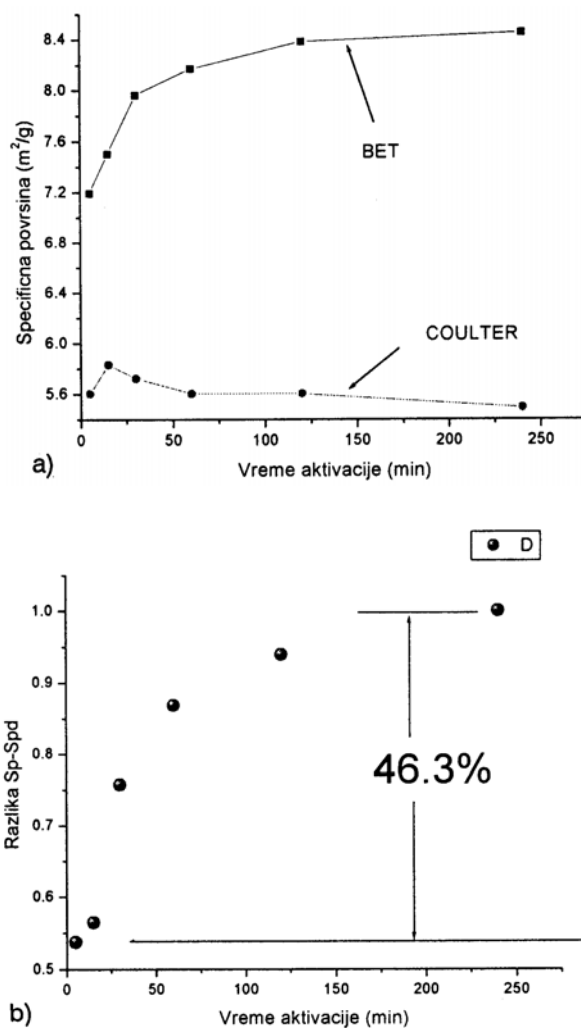 8.4
8.0
7.6
7.2
6.8
6.4
6.0
5.6
Specificna povrsina (m²/g)
BET
COULTER
0 50 100 150 200 250
a)
Vreme aktivacije (min)
D
1.0
0.9
0.8
0.7
0.6
0.5
Razlika Sp-Spd
46.3%
0 50 100 150 200 250
b)
Vreme aktivacije (min)